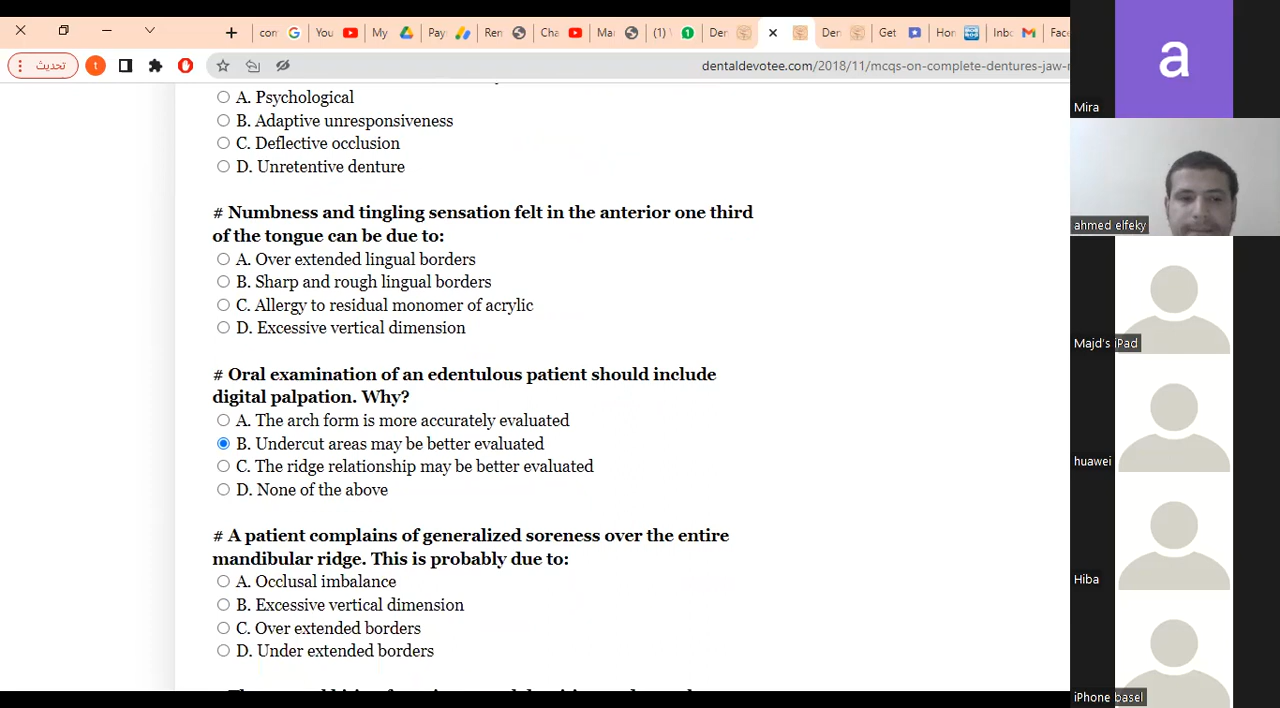 con
You
My
Pay
Ren
Cha
Mai
(1)
1
Der
Der
Get
Hor
Inb
Fac
تحديث
t
dentaldevotee.com/2018/11/mcqs-on-complete-dentures-jaw-r
A. Psychological
B. Adaptive unresponsiveness
C. Deflective occlusion
D. Unretentive denture
# Numbness and tingling sensation felt in the anterior one third
of the tongue can be due to:
A. Over extended lingual borders
B. Sharp and rough lingual borders
C. Allergy to residual monomer of acrylic
D. Excessive vertical dimension
# Oral examination of an edentulous patient should include
digital palpation. Why?
A. The arch form is more accurately evaluated
B. Undercut areas may be better evaluated
C. The ridge relationship may be better evaluated
D. None of the above
# A patient complains of generalized soreness over the entire
mandibular ridge. This is probably due to:
A. Occlusal imbalance
B. Excessive vertical dimension
C. Over extended borders
D. Under extended borders
a
Mira
ahmed elfeky
Majd's iPad
huawei
Hiba
iPhone basel